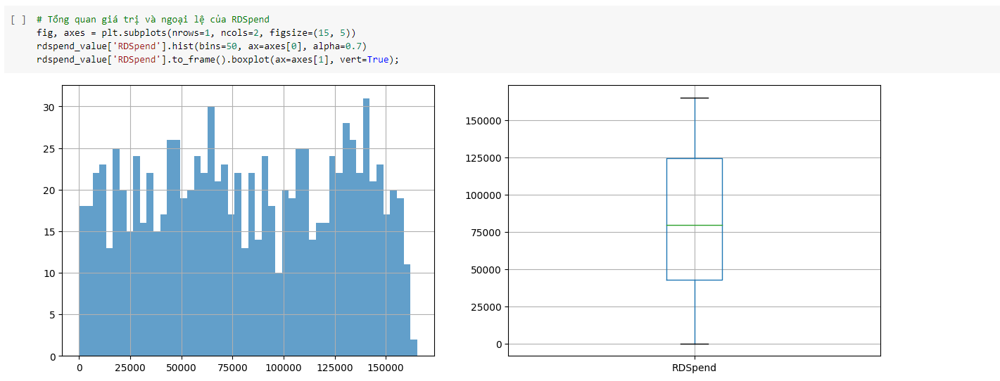 [ ] # Tổng quan giá trị và ngoại lệ của RDSpend
fig, axes = plt.subplots(nrows=1, ncols=2, figsize=(15, 5))
rdspend_value['RDSpend'].hist(bins=50, ax=axes[0], alpha=0.7)
rdspend_value['RDSpend'].to_frame().boxplot(ax=axes[1], vert=True);
30
25
20
15
10
5
0
0 25000 50000 75000 100000 125000 150000
150000
125000
100000
75000
50000
25000
0
RDSpend